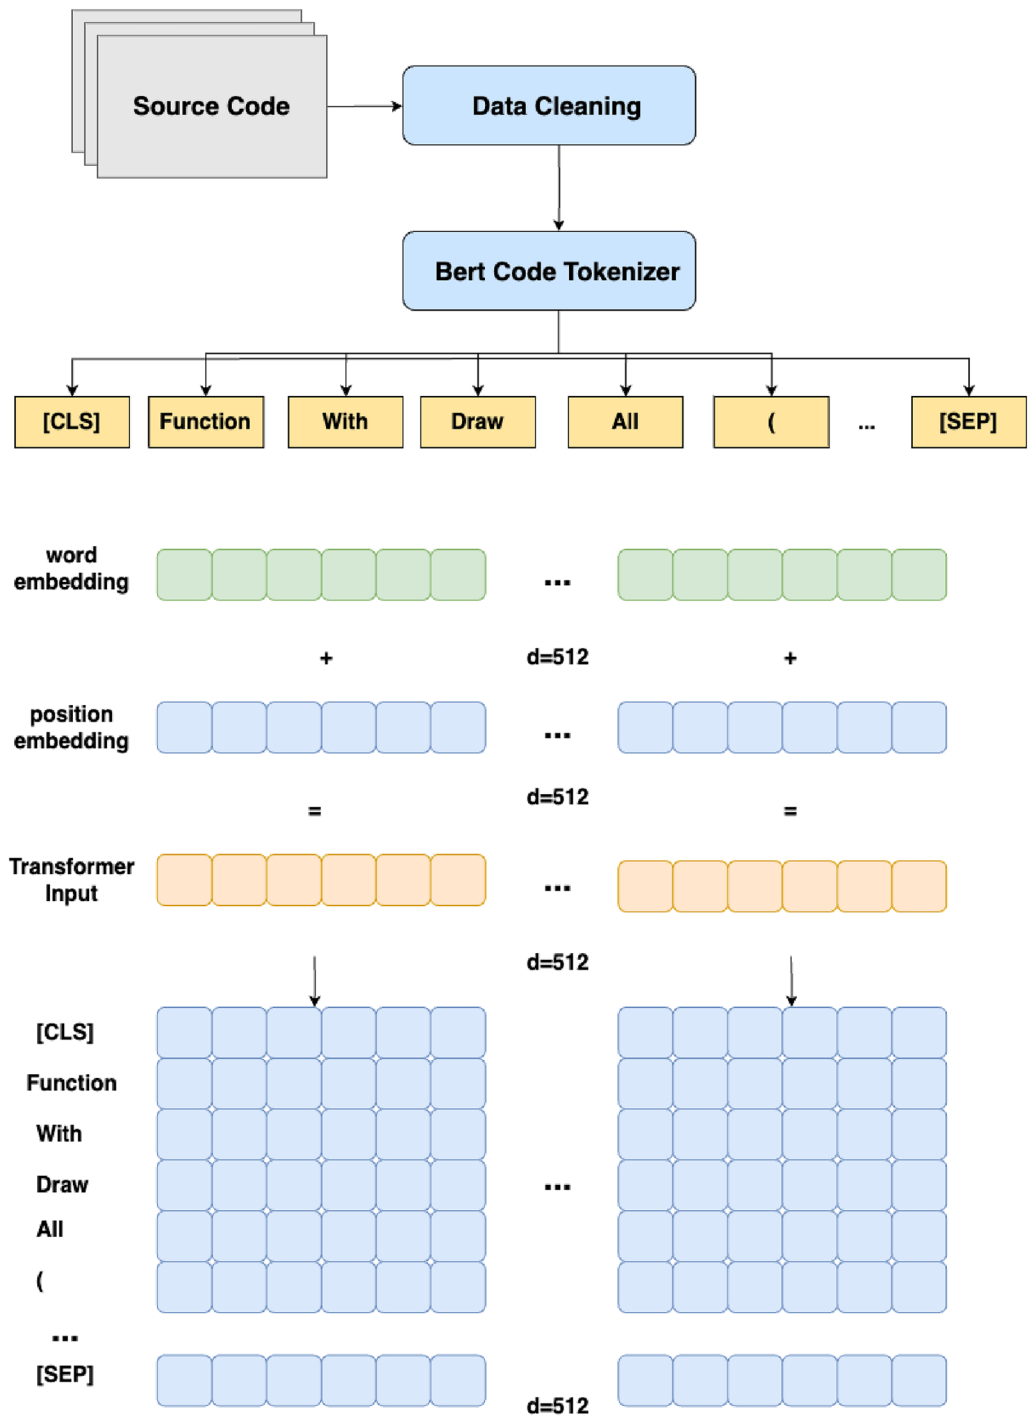 Source Code
Data Cleaning
Bert Code Tokenizer
[CLS]
Function
With
Draw
All
(
...
[SEP]
word
embedding
...
+
d=512
+
position
embedding
...
d=512
=
=
Transformer
Input
...
d=512
[CLS]
Function
With
Draw
...
All
(
...
[SEP]
d=512